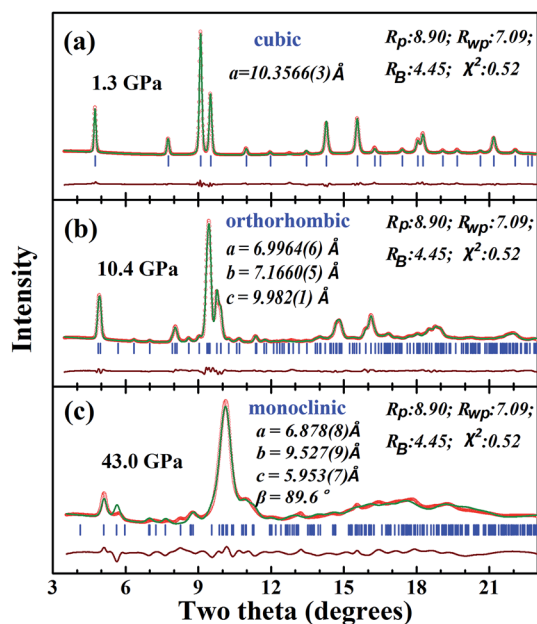 Intensity
(a)
cubic
1.3 GPa
a=10.3566(3)Å
Rp:8.90; Rwp:7.09;
RB:4.45; χ²:0.52
(b)
orthorhombic
10.4 GPa
a = 6.9964(6) Å
b = 7.1660(5) Å
c = 9.982(1) Å
Rp:8.90; Rwp:7.09;
RB:4.45; χ²:0.52
(c)
monoclinic
43.0 GPa
a = 6.878(8)Å
b = 9.527(9)Å
c = 5.953(7)Å
β = 89.6 °
Rp:8.90; Rwp:7.09;
RB:4.45; χ²:0.52
3 6 9 12 15 18 21
Two theta (degrees)